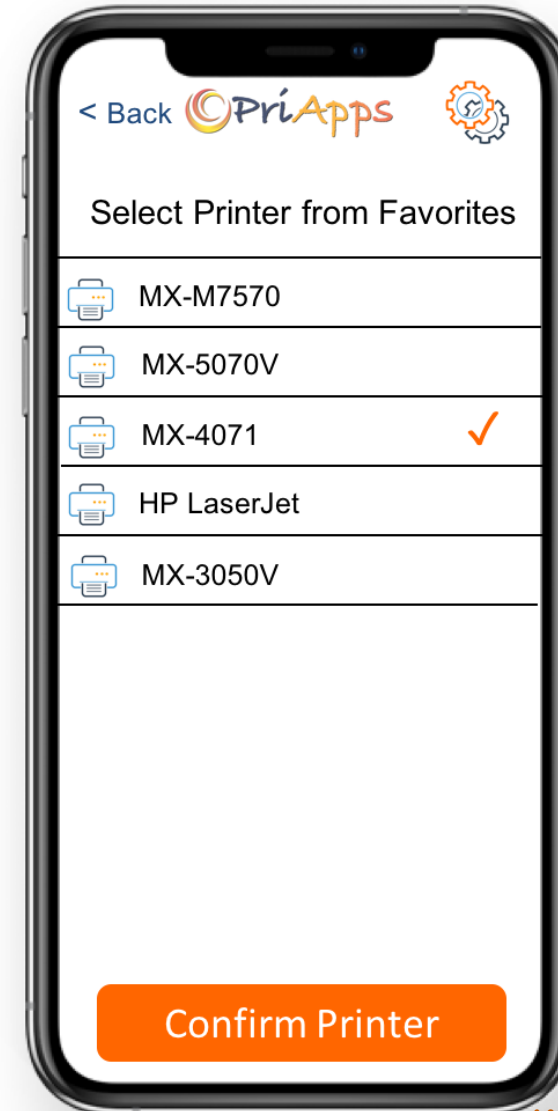 < Back PriApps
Select Printer from Favorites
MX-M7570
MX-5070V
MX-4071
HP LaserJet
MX-3050V
Confirm Printer